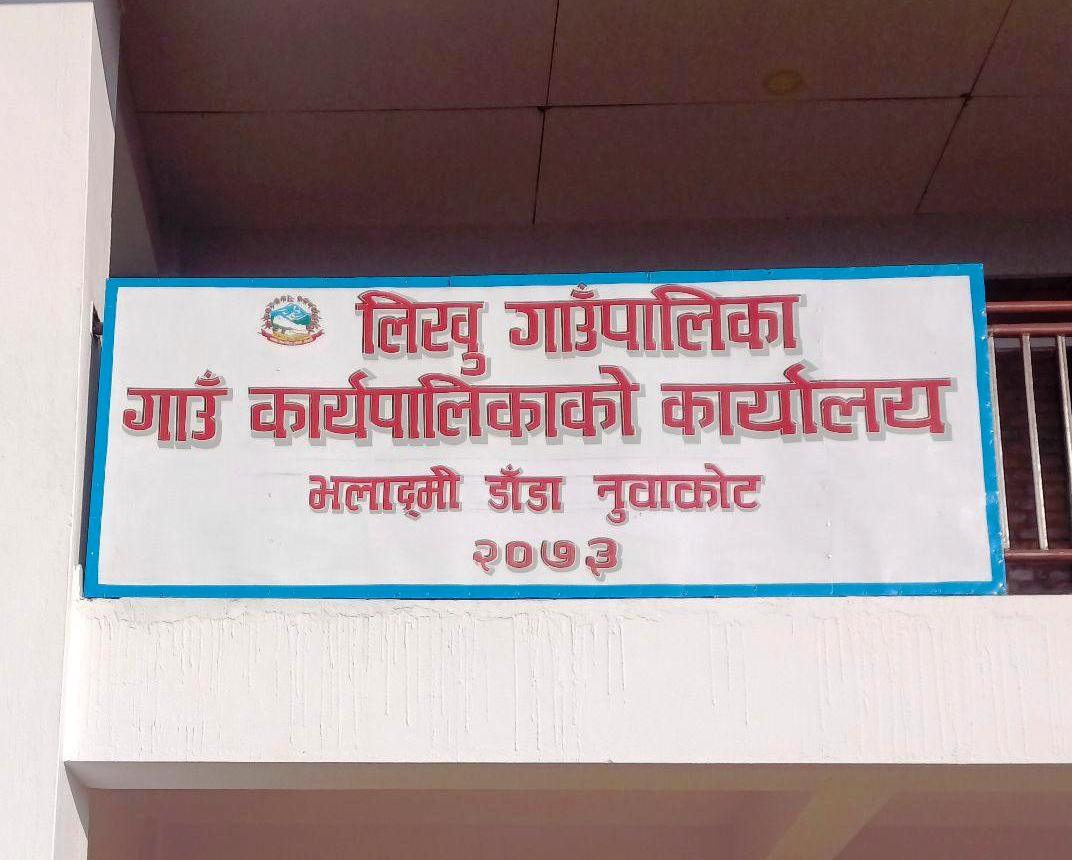 लिखु गाउँपालिका
गाउँ कार्यपालिकाको कार्यालय
भलाद्मी डाँडा नुवाकोट
२०७३